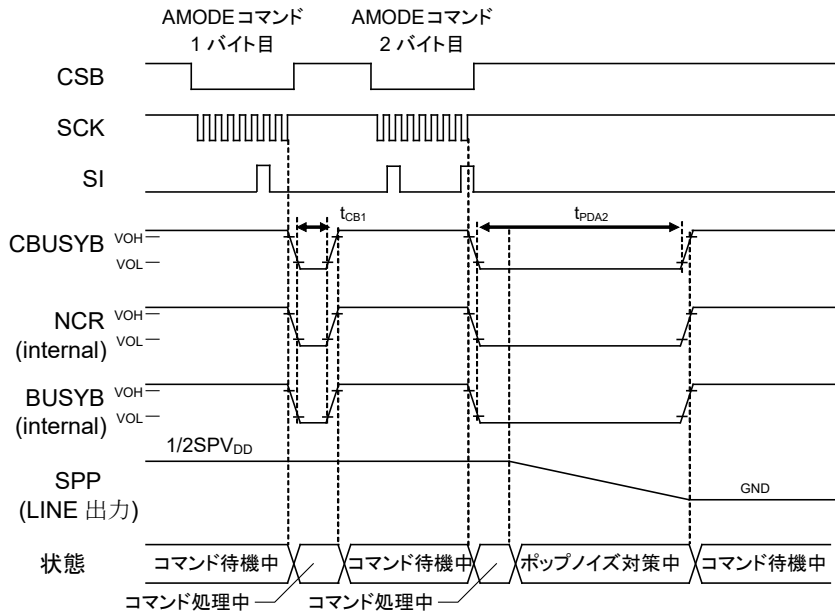 AMODEコマンド
1 バイト目
AMODEコマンド
2 バイト目
CSB
SCK
SI
tCB1
tPDA2
CBUSYB
VOH
VOL
NCR
(internal)
VOH
VOL
BUSYB
(internal)
VOH
VOL
1/2SPVDD
SPP
(LINE 出力)
GND
状態
コマンド待機中
コマンド待機中
ポップノイズ対策中
コマンド待機中
コマンド処理中
コマンド処理中